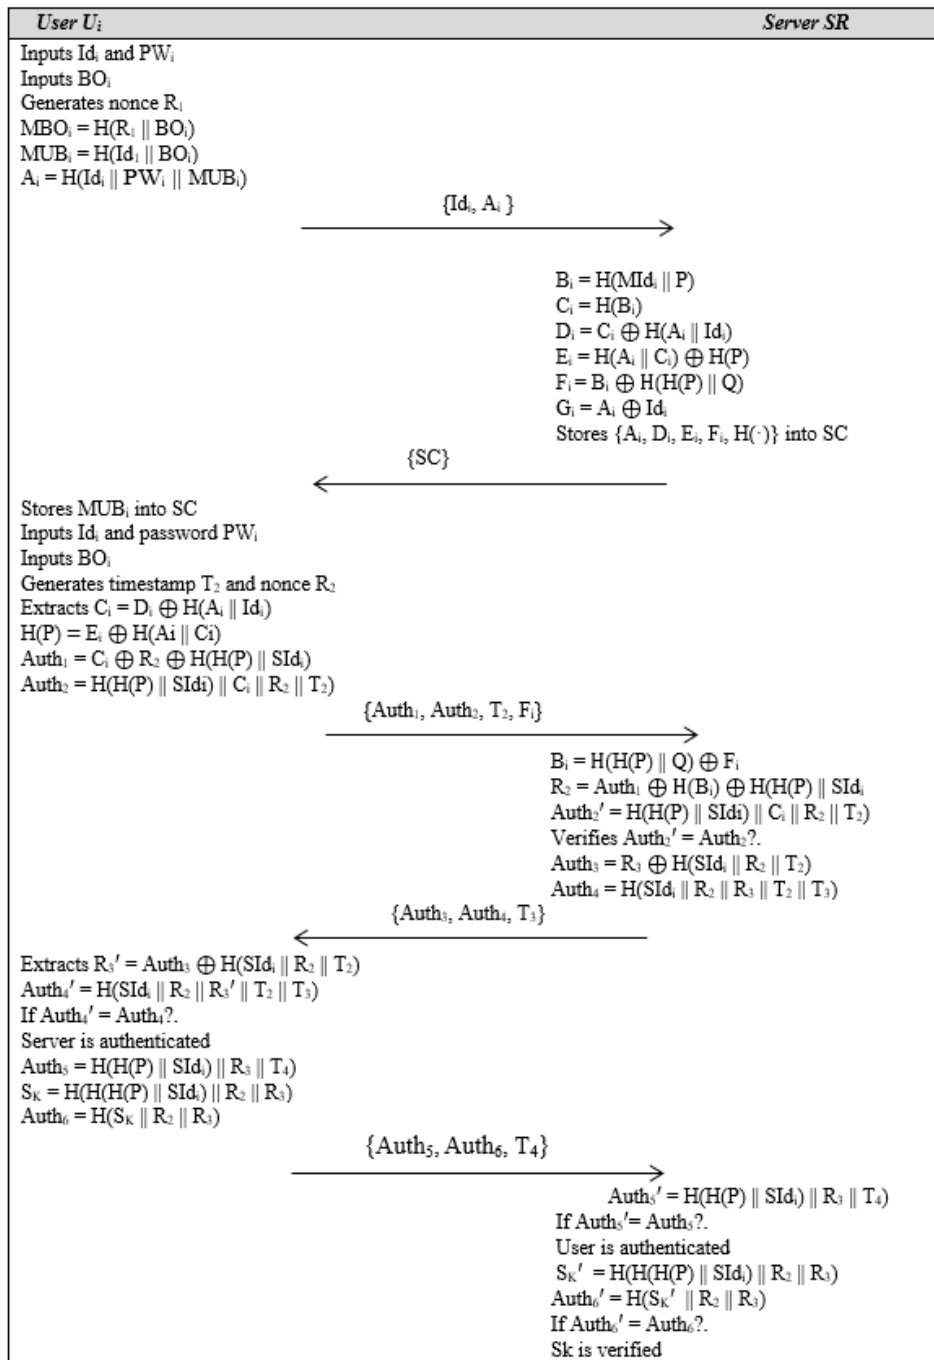 User Uᵢ Server SR
Inputs Idᵢ and PWᵢ
Inputs BOᵢ
Generates nonce R₁
MBOᵢ = H(R₁ || BOᵢ)
MUBᵢ = H(Idᵢ || BOᵢ)
Aᵢ = H(Idᵢ || PWᵢ || MUBᵢ)
{Idᵢ, Aᵢ }
Bᵢ = H(MIdᵢ || P)
Cᵢ = H(Bᵢ)
Dᵢ = Cᵢ ⊕ H(Aᵢ || Idᵢ)
Eᵢ = H(Aᵢ || Cᵢ) ⊕ H(P)
Fᵢ = Bᵢ ⊕ H(H(P) || Q)
Gᵢ = Aᵢ ⊕ Idᵢ
Stores {Aᵢ, Dᵢ, Eᵢ, Fᵢ, H(·)} into SC
{SC}
Stores MUBᵢ into SC
Inputs Idᵢ and password PWᵢ
Inputs BOᵢ
Generates timestamp T₂ and nonce R₂
Extracts Cᵢ = Dᵢ ⊕ H(Aᵢ || Idᵢ)
H(P) = Eᵢ ⊕ H(Ai || Ci)
Auth₁ = Cᵢ ⊕ R₂ ⊕ H(H(P) || SIdᵢ)
Auth₂ = H(H(P) || SIdi) || Cᵢ || R₂ || T₂)
{Auth₁, Auth₂, T₂, Fᵢ}
Bᵢ = H(H(P) || Q) ⊕ Fᵢ
R₂ = Auth₁ ⊕ H(Bᵢ) ⊕ H(H(P) || SIdᵢ
Auth₂′ = H(H(P) || SIdi) || Cᵢ || R₂ || T₂)
Verifies Auth₂′ = Auth₂?.
Auth₃ = R₃ ⊕ H(SIdᵢ || R₂ || T₂)
Auth₄ = H(SIdᵢ || R₂ || R₃ || T₂ || T₃)
{Auth₃, Auth₄, T₃}
Extracts R₃′ = Auth₃ ⊕ H(SIdᵢ || R₂ || T₂)
Auth₄′ = H(SIdᵢ || R₂ || R₃′ || T₂ || T₃)
If Auth₄′ = Auth₄?.
Server is authenticated
Auth₅ = H(H(P) || SIdᵢ) || R₃ || T₄)
S_K = H(H(H(P) || SIdᵢ) || R₂ || R₃)
Auth₆ = H(S_K || R₂ || R₃)
{Auth₅, Auth₆, T₄}
Auth₅′ = H(H(P) || SIdᵢ) || R₃ || T₄)
If Auth₅′= Auth₅?.
User is authenticated
S_K′ = H(H(H(P) || SIdᵢ) || R₂ || R₃)
Auth₆′ = H(S_K′ || R₂ || R₃)
If Auth₆′ = Auth₆?.
Sk is verified